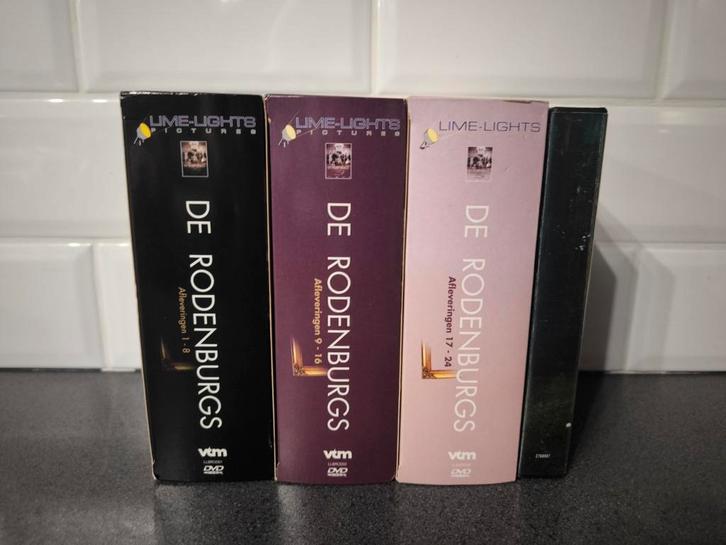 LIME-LIGHTS
PICTURES
DE RODENBURGS
Afleveringen 1 - 8
vtm
DVD
LIME-LIGHTS
PICTURES
DE RODENBURGS
Afleveringen 9 - 16
vtm
DVD
LIME-LIGHTS
DE RODENBURGS
Afleveringen 17 - 24
vtm
DVD